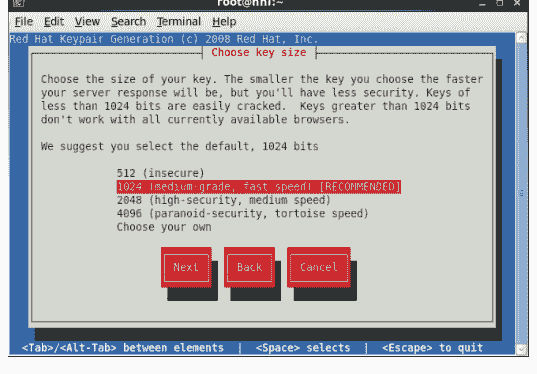 root@nhl:~
File Edit View Search Terminal Help
Red Hat Keypair Generation (c) 2008 Red Hat, Inc.
Choose key size
Choose the size of your key. The smaller the key you choose the faster
your server response will be, but you'll have less security. Keys of
less than 1024 bits are easily cracked.  Keys greater than 1024 bits
don't work with all currently available browsers.
We suggest you select the default, 1024 bits
512 (insecure)
1024 (medium-grade, fast speed) [RECOMMENDED]
2048 (high-security, medium speed)
4096 (paranoid-security, tortoise speed)
Choose your own
Next Back Cancel
<Tab>/<Alt-Tab> between elements | <Space> selects | <Escape> to quit